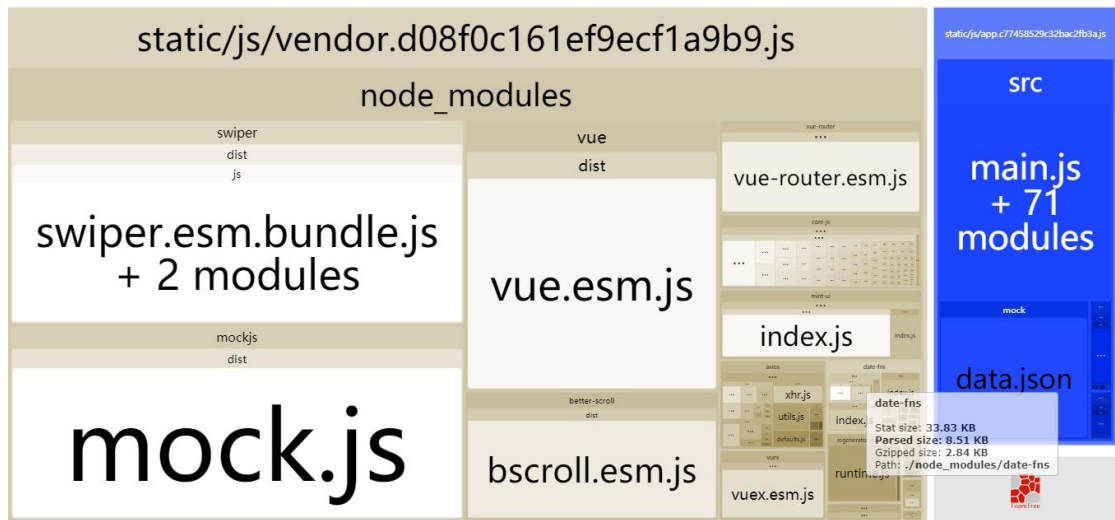 static/js/vendor.d08f0c161ef9ecf1a9b9.js
static/js/app.c77458529c32bac2fb3a.js
node_modules
src
swiper
dist
js
swiper.esm.bundle.js
+ 2 modules
mockjs
dist
mock.js
vue
dist
vue.esm.js
better-scroll
dist
bscroll.esm.js
vue-router
...
vue-router.esm.js
core-js
...
...
mint-ui
...
...
index.js
index.js
axios
...
xhr.js
utils.js
defaults.js
date-fns
...
index.js
index.js
runtime.js
vuex
...
vuex.esm.js
date-fns
Stat size: 33.83 KB
Parsed size: 8.51 KB
Gzipped size: 2.84 KB
Path: ./node_modules/date-fns
main.js
+ 71
modules
mock
data.json
FoamTree